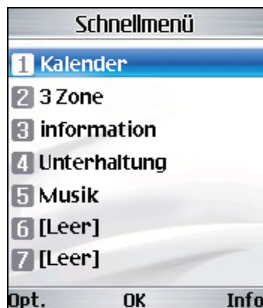 Schnellmenü
1 Kalender
2 3 Zone
3 information
4 Unterhaltung
5 Musik
6 [Leer]
7 [Leer]
Opt. OK Info